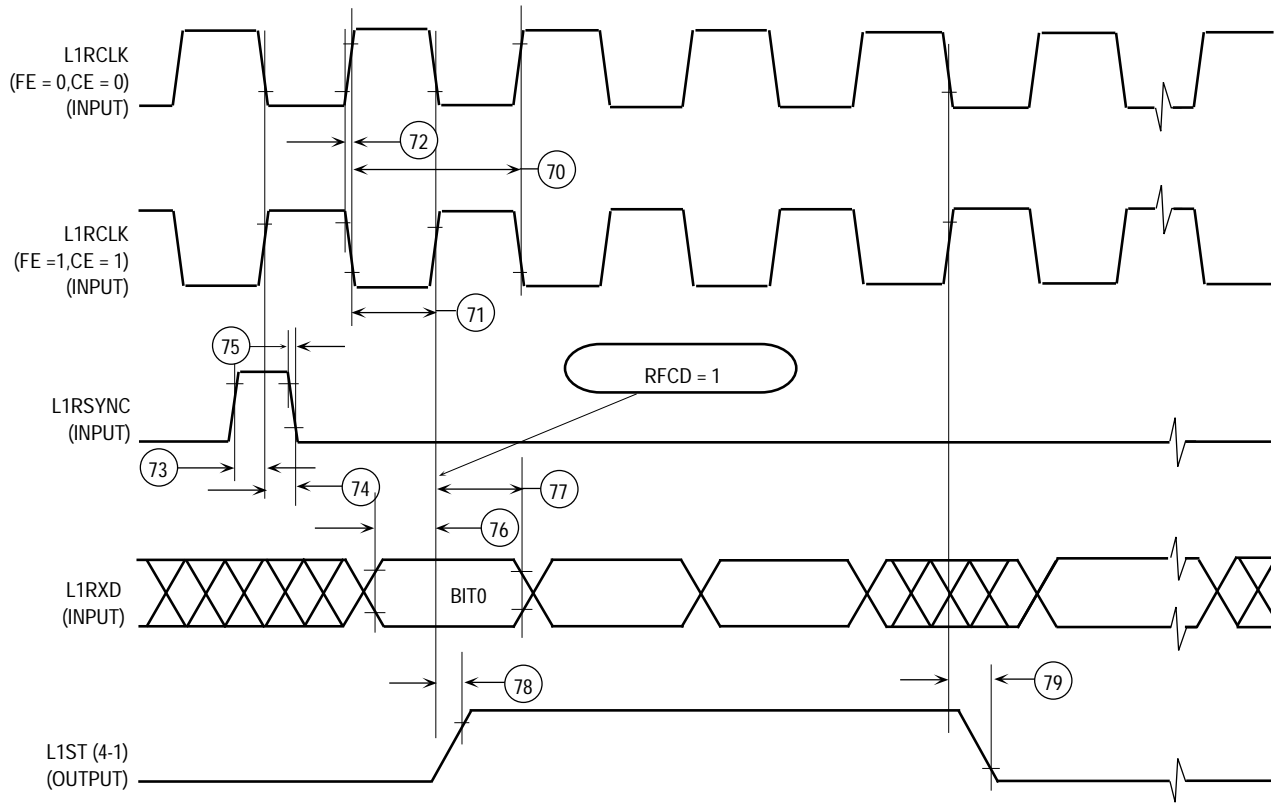 L1RCLK
(FE = 0,CE = 0)
(INPUT)
72
70
L1RCLK
(FE =1,CE = 1)
(INPUT)
71
75
RFCD = 1
L1RSYNC
(INPUT)
73
74
77
76
L1RXD
(INPUT)
BIT0
78
79
L1ST (4-1)
(OUTPUT)